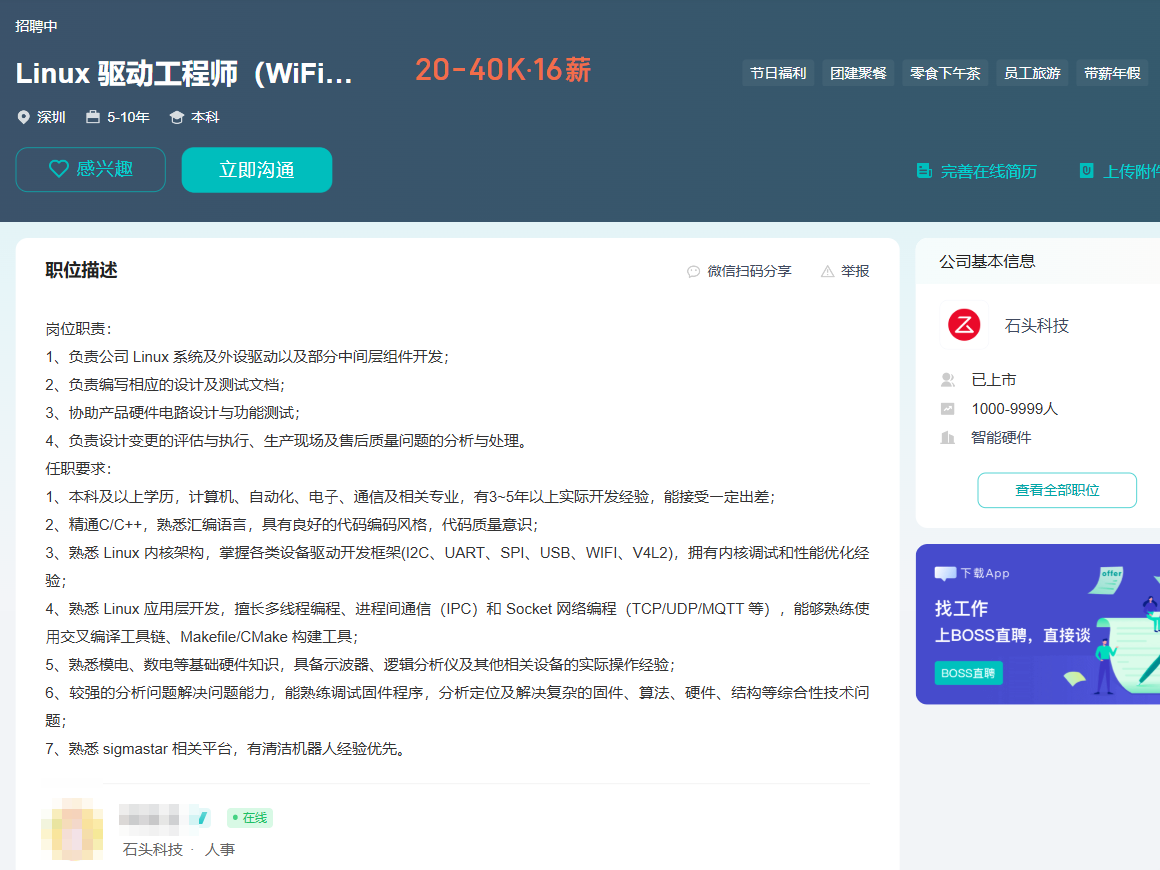 招聘中
Linux 驱动工程师（WiFi...
20-40K·16薪
节日福利 团建聚餐 零食下午茶 员工旅游 带薪年假
深圳 5-10年 本科
感兴趣 立即沟通
完善在线简历 上传附件
职位描述
微信扫码分享 举报
岗位职责：
1、负责公司 Linux 系统及外设驱动以及部分中间层组件开发；
2、负责编写相应的设计及测试文档；
3、协助产品硬件电路设计与功能测试；
4、负责设计变更的评估与执行、生产现场及售后质量问题的分析与处理。
任职要求：
1、本科及以上学历，计算机、自动化、电子、通信及相关专业，有3~5年以上实际开发经验，能接受一定出差；
2、精通C/C++，熟悉汇编语言，具有良好的代码编码风格，代码质量意识；
3、熟悉 Linux 内核架构，掌握各类设备驱动开发框架(I2C、UART、SPI、USB、WIFI、V4L2)，拥有内核调试和性能优化经
验；
4、熟悉 Linux 应用层开发，擅长多线程编程、进程间通信（IPC）和 Socket 网络编程（TCP/UDP/MQTT 等），能够熟练使
用交叉编译工具链、Makefile/CMake 构建工具；
5、熟悉模电、数电等基础硬件知识，具备示波器、逻辑分析仪及其他相关设备的实际操作经验；
6、较强的分析问题解决问题能力，能熟练调试固件程序，分析定位及解决复杂的固件、算法、硬件、结构等综合性技术问
题；
7、熟悉 sigmastar 相关平台，有清洁机器人经验优先。
在线
石头科技 · 人事
公司基本信息
石头科技
已上市
1000-9999人
智能硬件
查看全部职位
下载App
offer
找工作
上BOSS直聘，直接谈
BOSS直聘